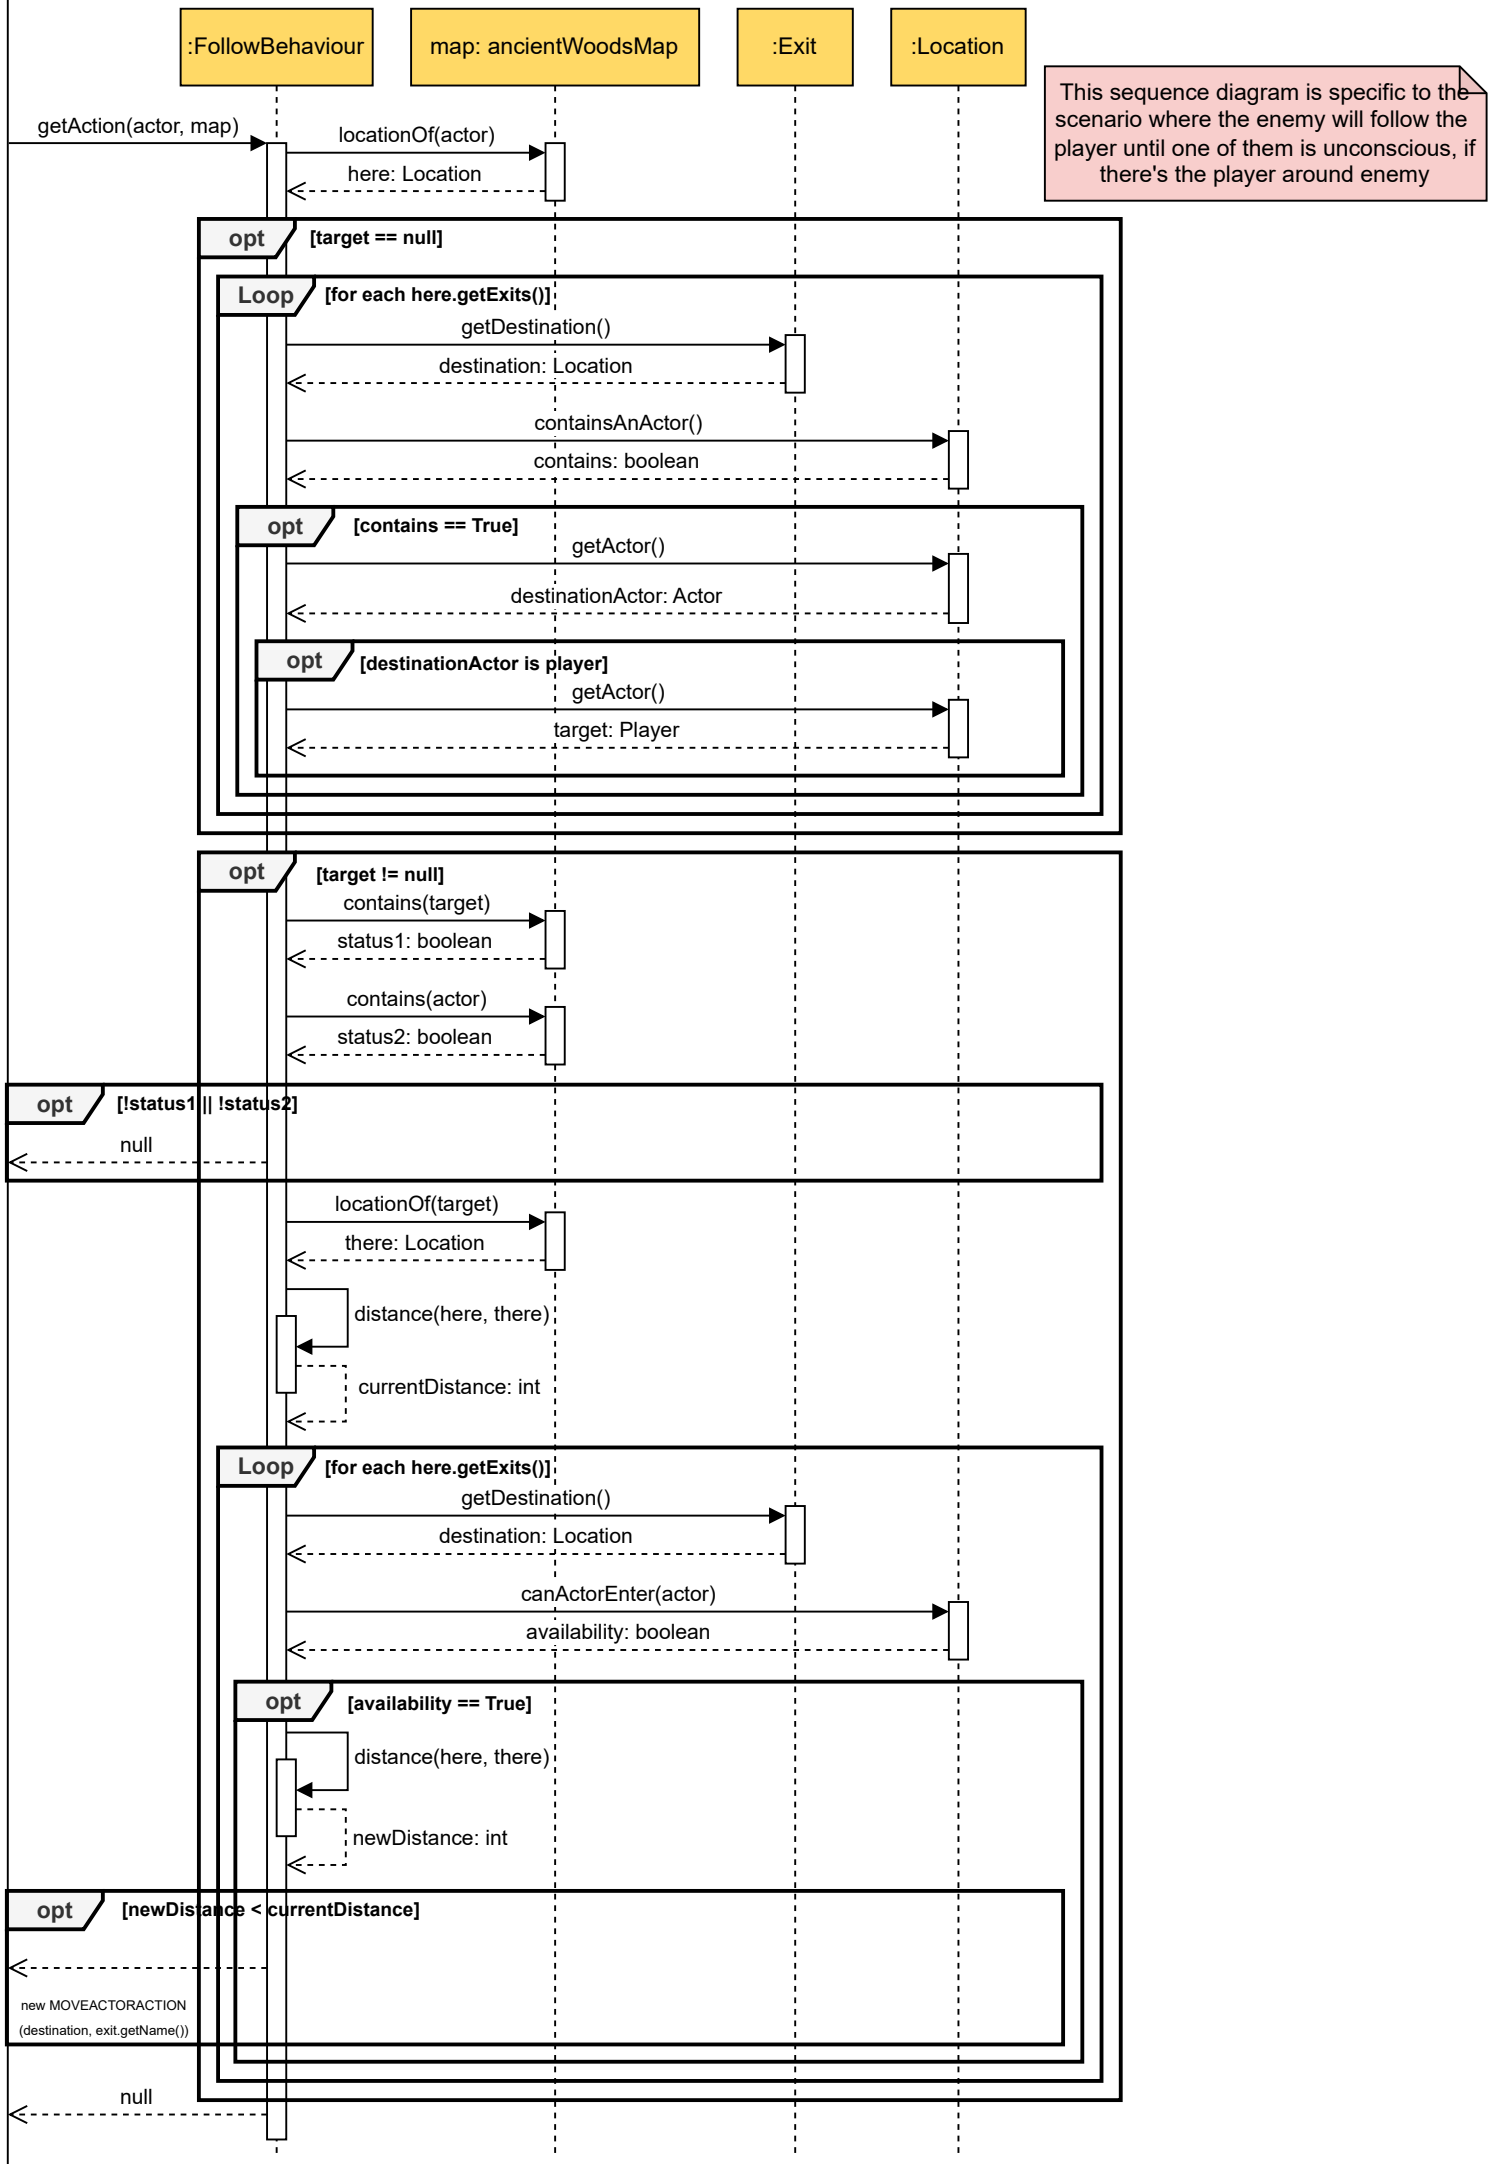 :FollowBehaviour
map: ancientWoodsMap
:Exit
:Location
This sequence diagram is specific to the
scenario where the enemy will follow the
player until one of them is unconscious, if
there's the player around enemy
getAction(actor, map)
locationOf(actor)
here: Location
opt
[target == null]
Loop
[for each here.getExits()]
getDestination()
destination: Location
containsAnActor()
contains: boolean
opt
[contains == True]
getActor()
destinationActor: Actor
opt
[destinationActor is player]
getActor()
target: Player
opt
[target != null]
contains(target)
status1: boolean
contains(actor)
status2: boolean
opt
[!status1 || !status2]
null
locationOf(target)
there: Location
distance(here, there)
currentDistance: int
Loop
[for each here.getExits()]
getDestination()
destination: Location
canActorEnter(actor)
availability: boolean
opt
[availability == True]
distance(here, there)
newDistance: int
opt
[newDistance < currentDistance]
new MOVEACTORACTION
(destination, exit.getName())
null